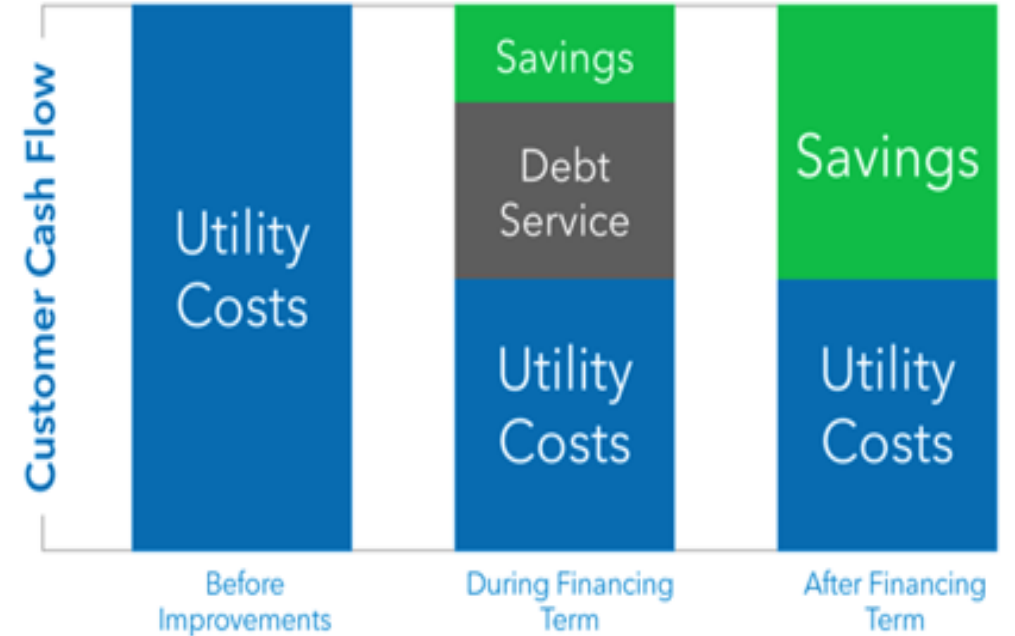 Customer Cash Flow
Utility
Costs
Savings
Debt
Service
Utility
Costs
Savings
Utility
Costs
Before
Improvements
During Financing
Term
After Financing
Term